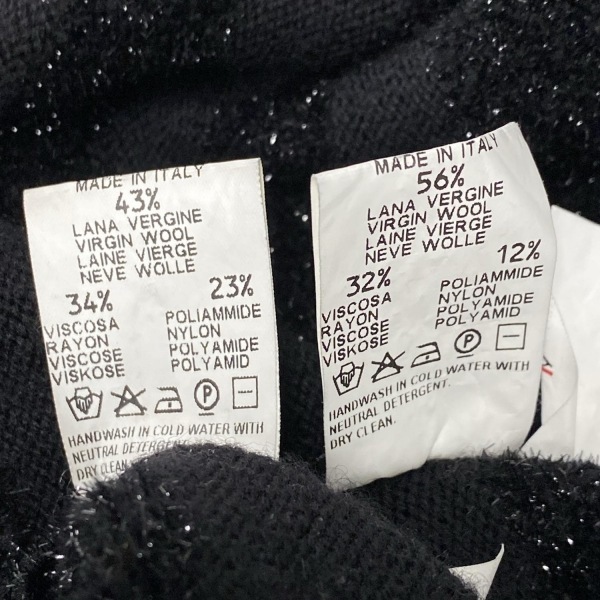 MADE IN ITALY
43%
LANA VERGINE
VIRGIN WOOL
LAINE VIERGE
NEVE WOLLE
34%
VISCOSA
RAYON
VISCOSE
VISKOSE
23%
POLIAMMIDE
NYLON
POLYAMIDE
POLYAMID
P
HANDWASH IN COLD WATER WITH
NEUTRAL DETERGENT.
DRY CLEAN.
MADE IN ITALY
56%
LANA VERGINE
VIRGIN WOOL
LAINE VIERGE
NEVE WOLLE
32%
VISCOSA
RAYON
VISCOSE
VISKOSE
12%
POLIAMMIDE
NYLON
POLYAMIDE
POLYAMID
P
HANDWASH IN COLD WATER WITH
NEUTRAL DETERGENT.
DRY CLEAN.